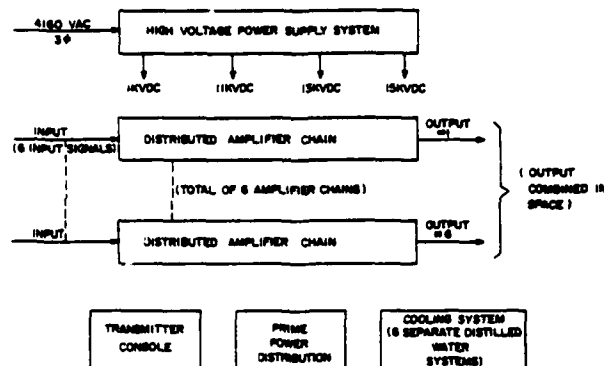 4160 VAC
3Φ
HIGH VOLTAGE POWER SUPPLY SYSTEM
11KVDC
13KVDC
15KVDC
INPUT
(6 INPUT SIGNALS)
DISTRIBUTED AMPLIFIER CHAIN
OUTPUT
(TOTAL OF 6 AMPLIFIER CHAINS)
(OUTPUT
COMBINED IN
SPACE)
INPUT
DISTRIBUTED AMPLIFIER CHAIN
OUTPUT
#6
TRANSMITTER
CONSOLE
PRIME
POWER
DISTRIBUTION
COOLING SYSTEM
(6 SEPARATE DISTILLED
WATER
SYSTEMS)